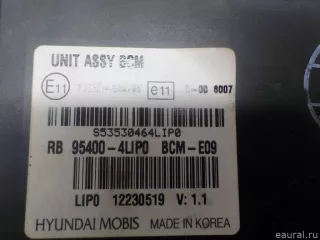 UNIT ASSY BCM
E11 e11 6007
S53530464LIP0
RB 95400-4LIP0 BCM-E09
LIP0 12230519 V: 1.1
HYUNDAI MOBIS MADE IN KOREA
eaural.ru